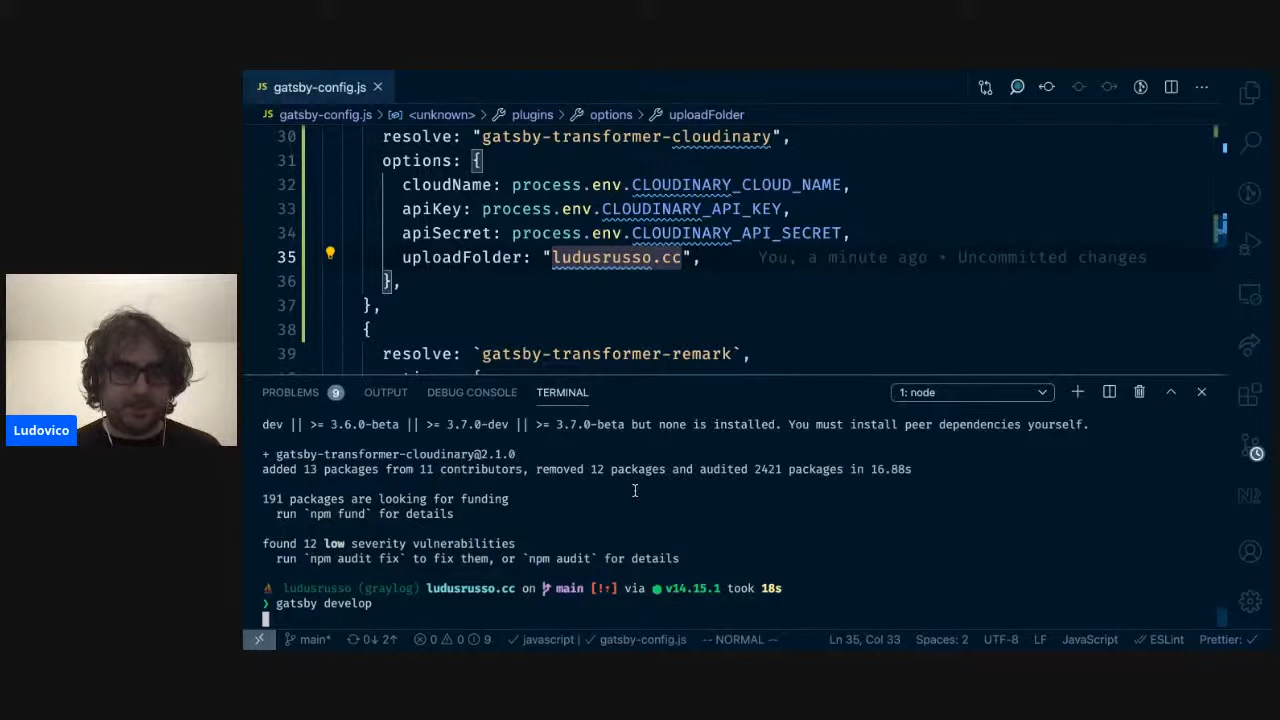 JS gatsby-config.js ×
JS gatsby-config.js > <unknown> > plugins > options > uploadFolder
30 resolve: "gatsby-transformer-cloudinary",
31 options: {
32 cloudName: process.env.CLOUDINARY_CLOUD_NAME,
33 apiKey: process.env.CLOUDINARY_API_KEY,
34 apiSecret: process.env.CLOUDINARY_API_SECRET,
35 uploadFolder: "ludusrusso.cc", You, a minute ago • Uncommitted changes
36 },
37 },
38 {
39 resolve: `gatsby-transformer-remark`,
PROBLEMS 9 OUTPUT DEBUG CONSOLE TERMINAL 1: node
dev || >= 3.6.0-beta || >= 3.7.0-dev || >= 3.7.0-beta but none is installed. You must install peer dependencies yourself.
+ gatsby-transformer-cloudinary@2.1.0
added 13 packages from 11 contributors, removed 12 packages and audited 2421 packages in 16.88s
191 packages are looking for funding
run `npm fund` for details
found 12 low severity vulnerabilities
run `npm audit fix` to fix them, or `npm audit` for details
ludusrusso (graylog) ludusrusso.cc on main [!↑] via v14.15.1 took 18s
❯ gatsby develop
main* 0↓ 2↑ 0 0 9 javascript | gatsby-config.js -- NORMAL -- Ln 35, Col 33 Spaces: 2 UTF-8 LF JavaScript ESLint Prettier:
Ludovico